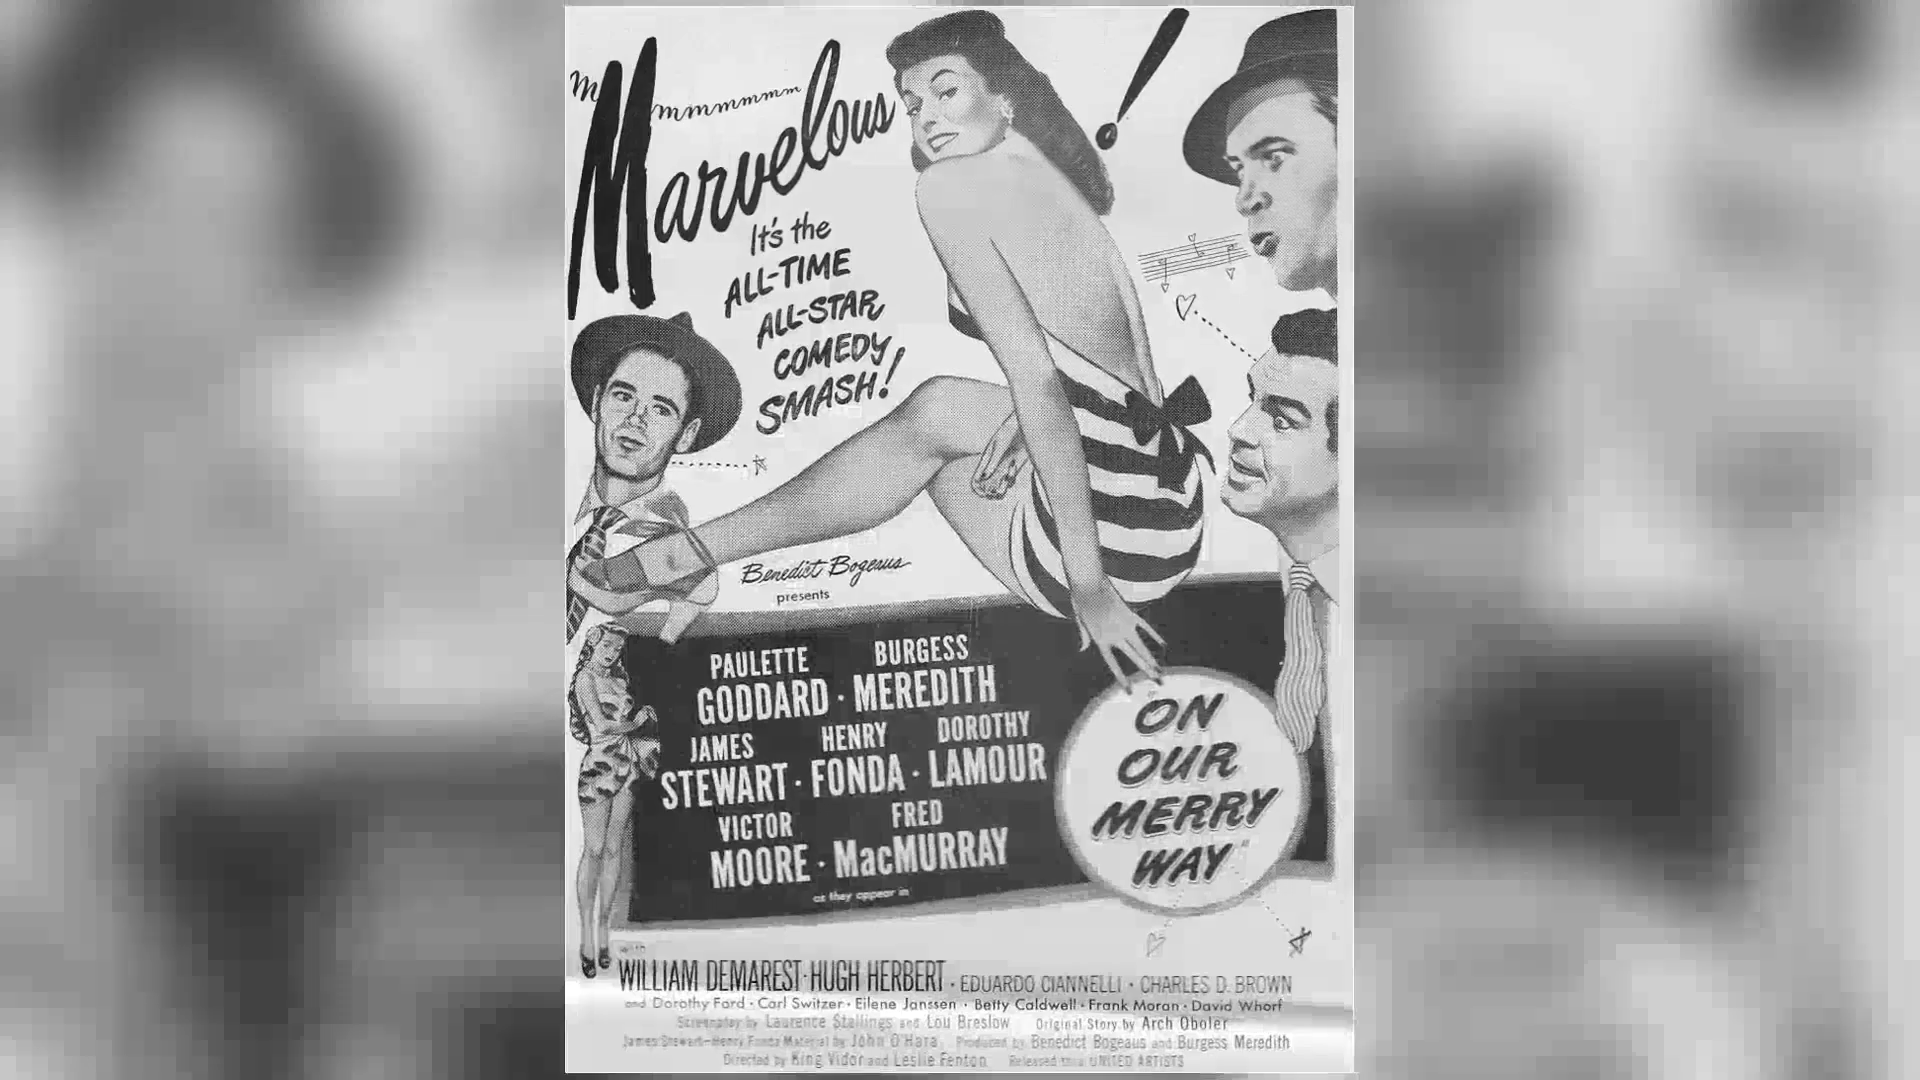 M mmmmmmm
Marvelous!
It's the
ALL-TIME
ALL-STAR
COMEDY
SMASH!
Benedict Bogeaus
presents
PAULETTE GODDARD · BURGESS MEREDITH
JAMES STEWART · HENRY FONDA · DOROTHY LAMOUR
VICTOR MOORE · FRED MacMURRAY
as they appear in
"ON
OUR
MERRY
WAY"
with
WILLIAM DEMAREST · HUGH HERBERT · EDUARDO CIANNELLI · CHARLES D. BROWN
and Dorothy Ford · Carl Switzer · Eilene Janssen · Betty Caldwell · Frank Moran · David Whorf
Screenplay by Laurence Stallings and Lou Breslow Original Story by Arch Oboler
James Stewart—Henry Fonda Material by John O'Hara Produced by Benedict Bogeaus and Burgess Meredith
Directed by King Vidor and Leslie Fenton Released thru UNITED ARTISTS